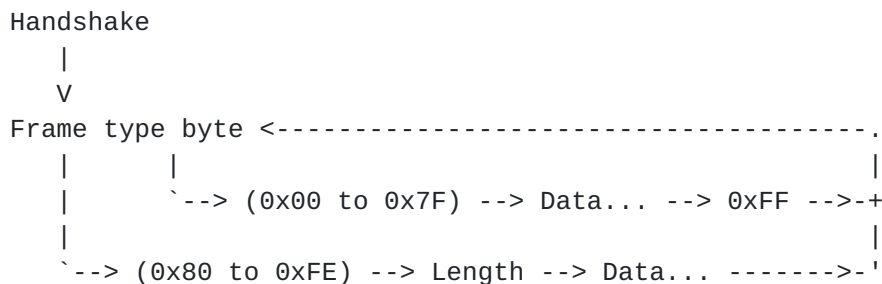 Handshake
   |
   V
Frame type byte <--------------------------------------.
   |      |                                            |
   |      `--> (0x00 to 0x7F) --> Data... --> 0xFF -->-+
   |                                                   |
   `--> (0x80 to 0xFE) --> Length --> Data... ------->-'